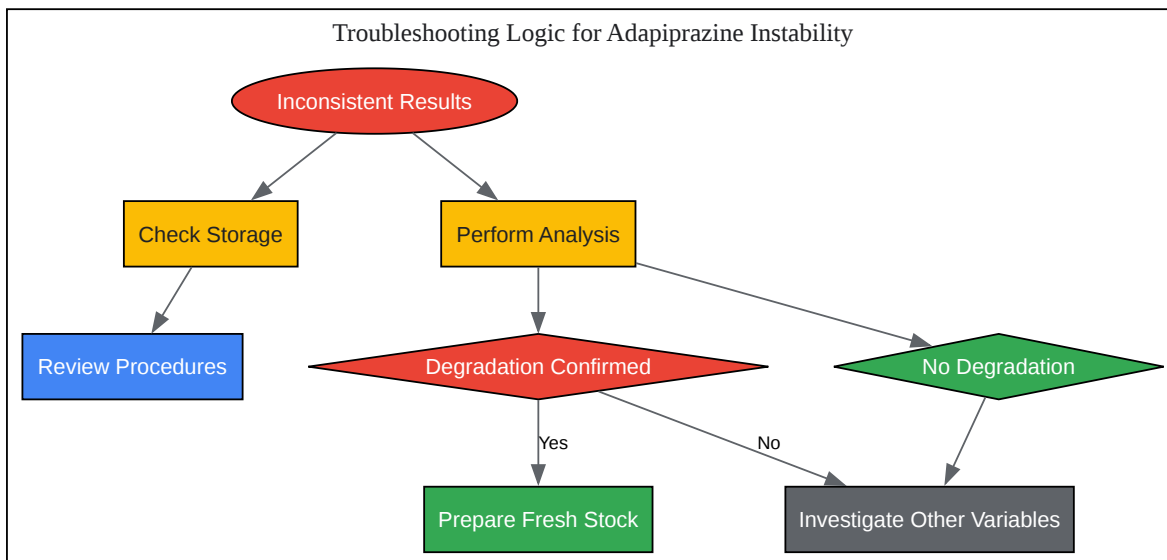 Troubleshooting Logic for Adapiprazine Instability
Inconsistent Results
Check Storage
Perform Analysis
Review Procedures
Degradation Confirmed
No Degradation
Yes
No
Prepare Fresh Stock
Investigate Other Variables